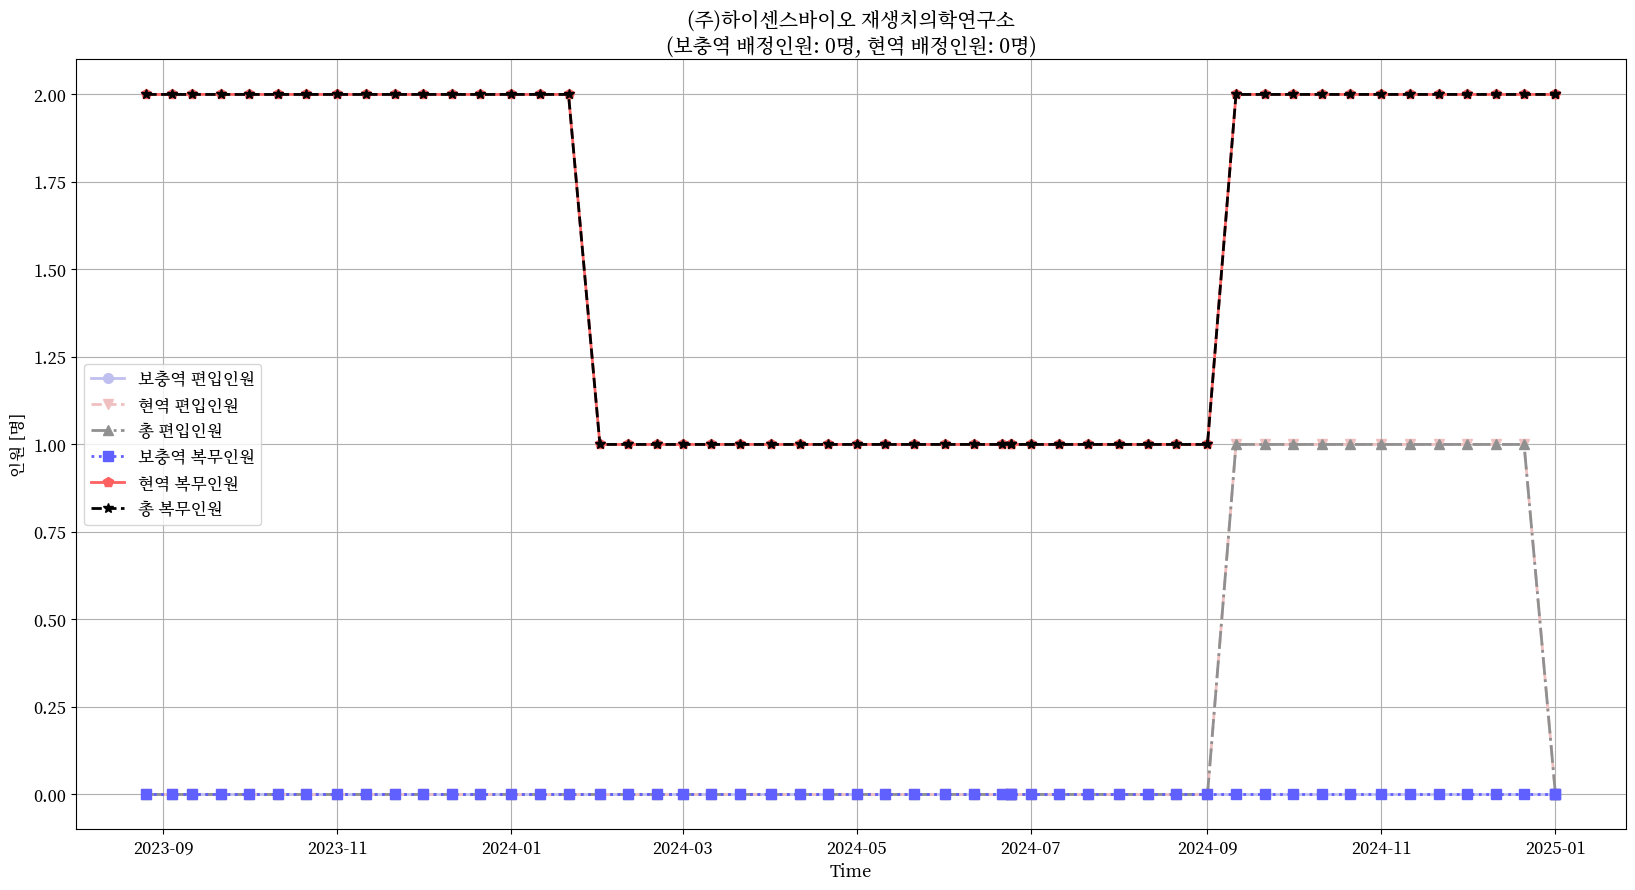 (주)하이센스바이오 재생치의학연구소
(보충역 배정인원: 0명, 현역 배정인원: 0명)
2.00
1.75
1.50
1.25
1.00
0.75
0.50
0.25
0.00
인원 [명]
보충역 편입인원
현역 편입인원
총 편입인원
보충역 복무인원
현역 복무인원
총 복무인원
2023-09
2023-11
2024-01
2024-03
2024-05
2024-07
2024-09
2024-11
2025-01
Time